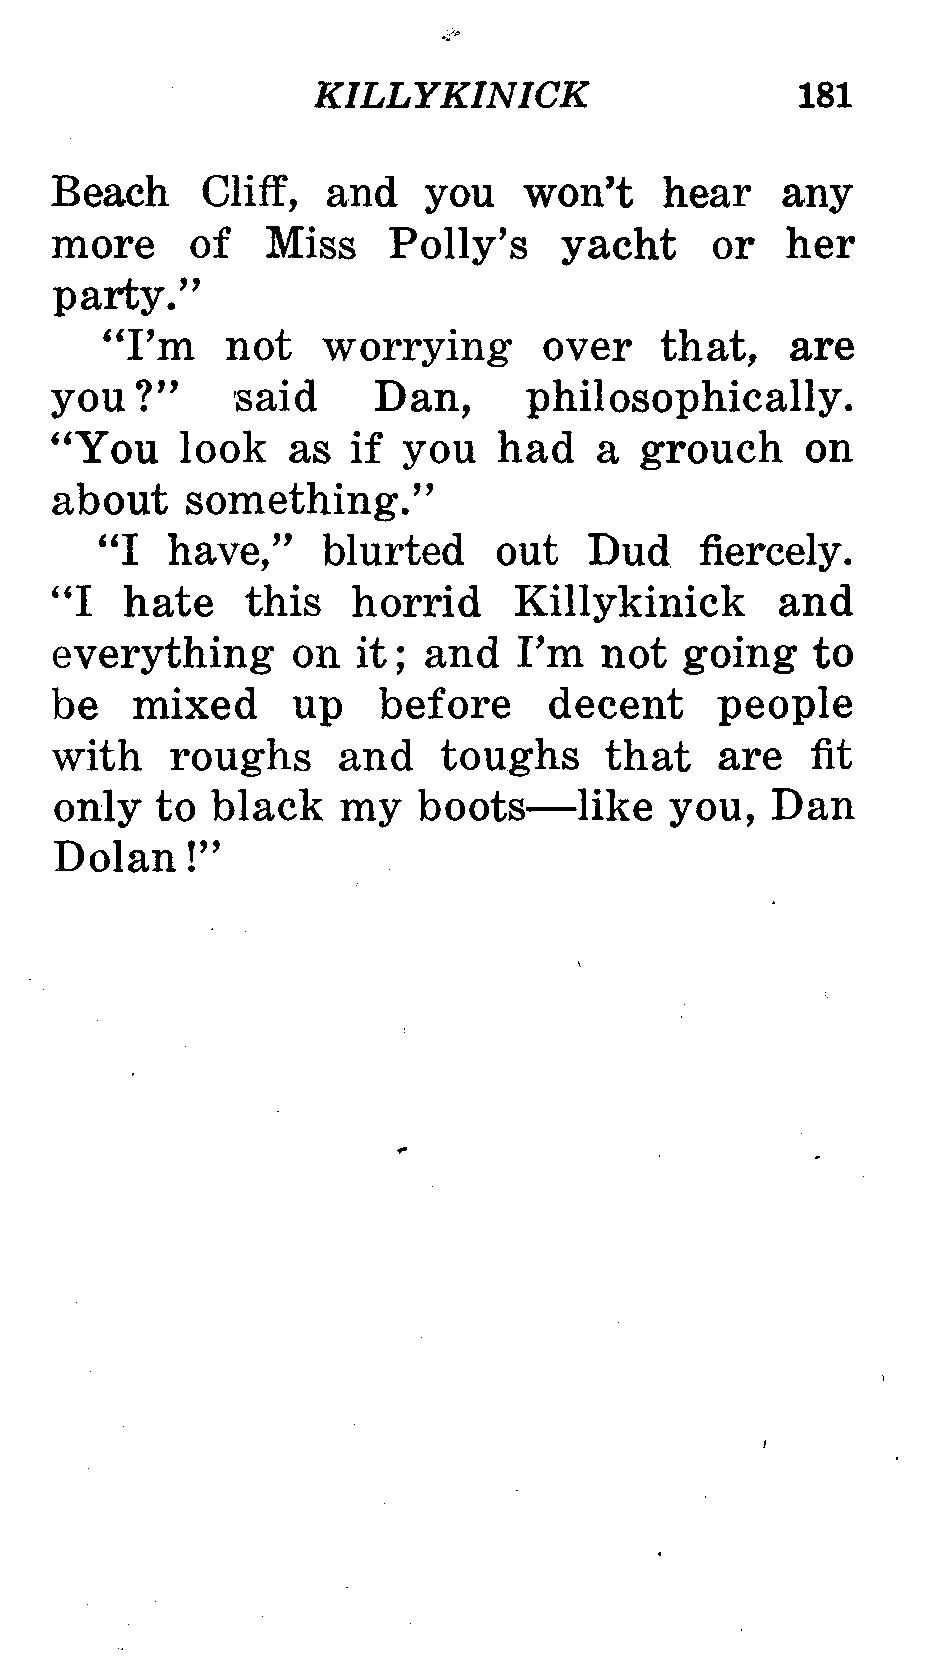 KILLYKINICK 181
Beach Cliff, and you won't hear any
more of Miss Polly's yacht or her
party."
"I'm not worrying over that, are
you?" said Dan, philosophically.
"You look as if you had a grouch on
about something."
"I have," blurted out Dud fiercely.
"I hate this horrid Killykinick and
everything on it; and I'm not going to
be mixed up before decent people
with roughs and toughs that are fit
only to black my boots—like you, Dan
Dolan!"